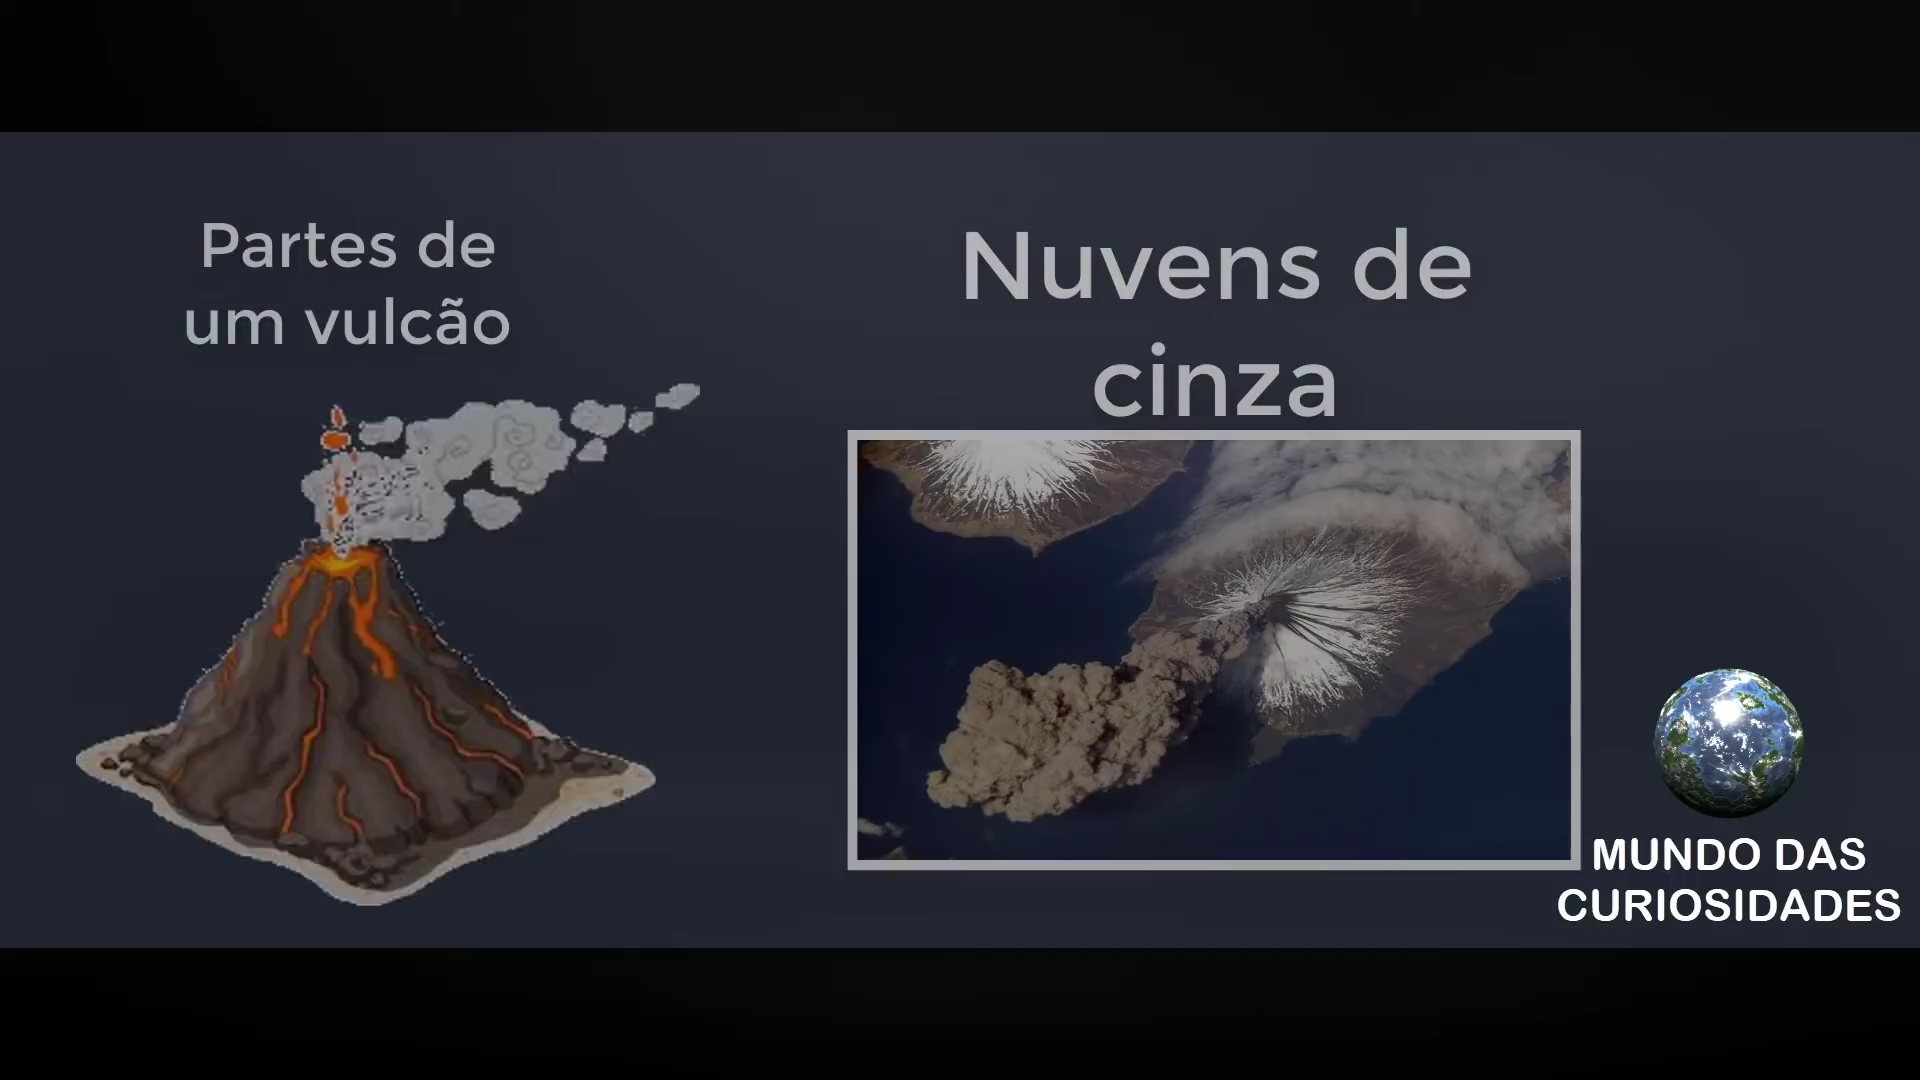 Partes de
um vulcão
Nuvens de
cinza
MUNDO DAS
CURIOSIDADES